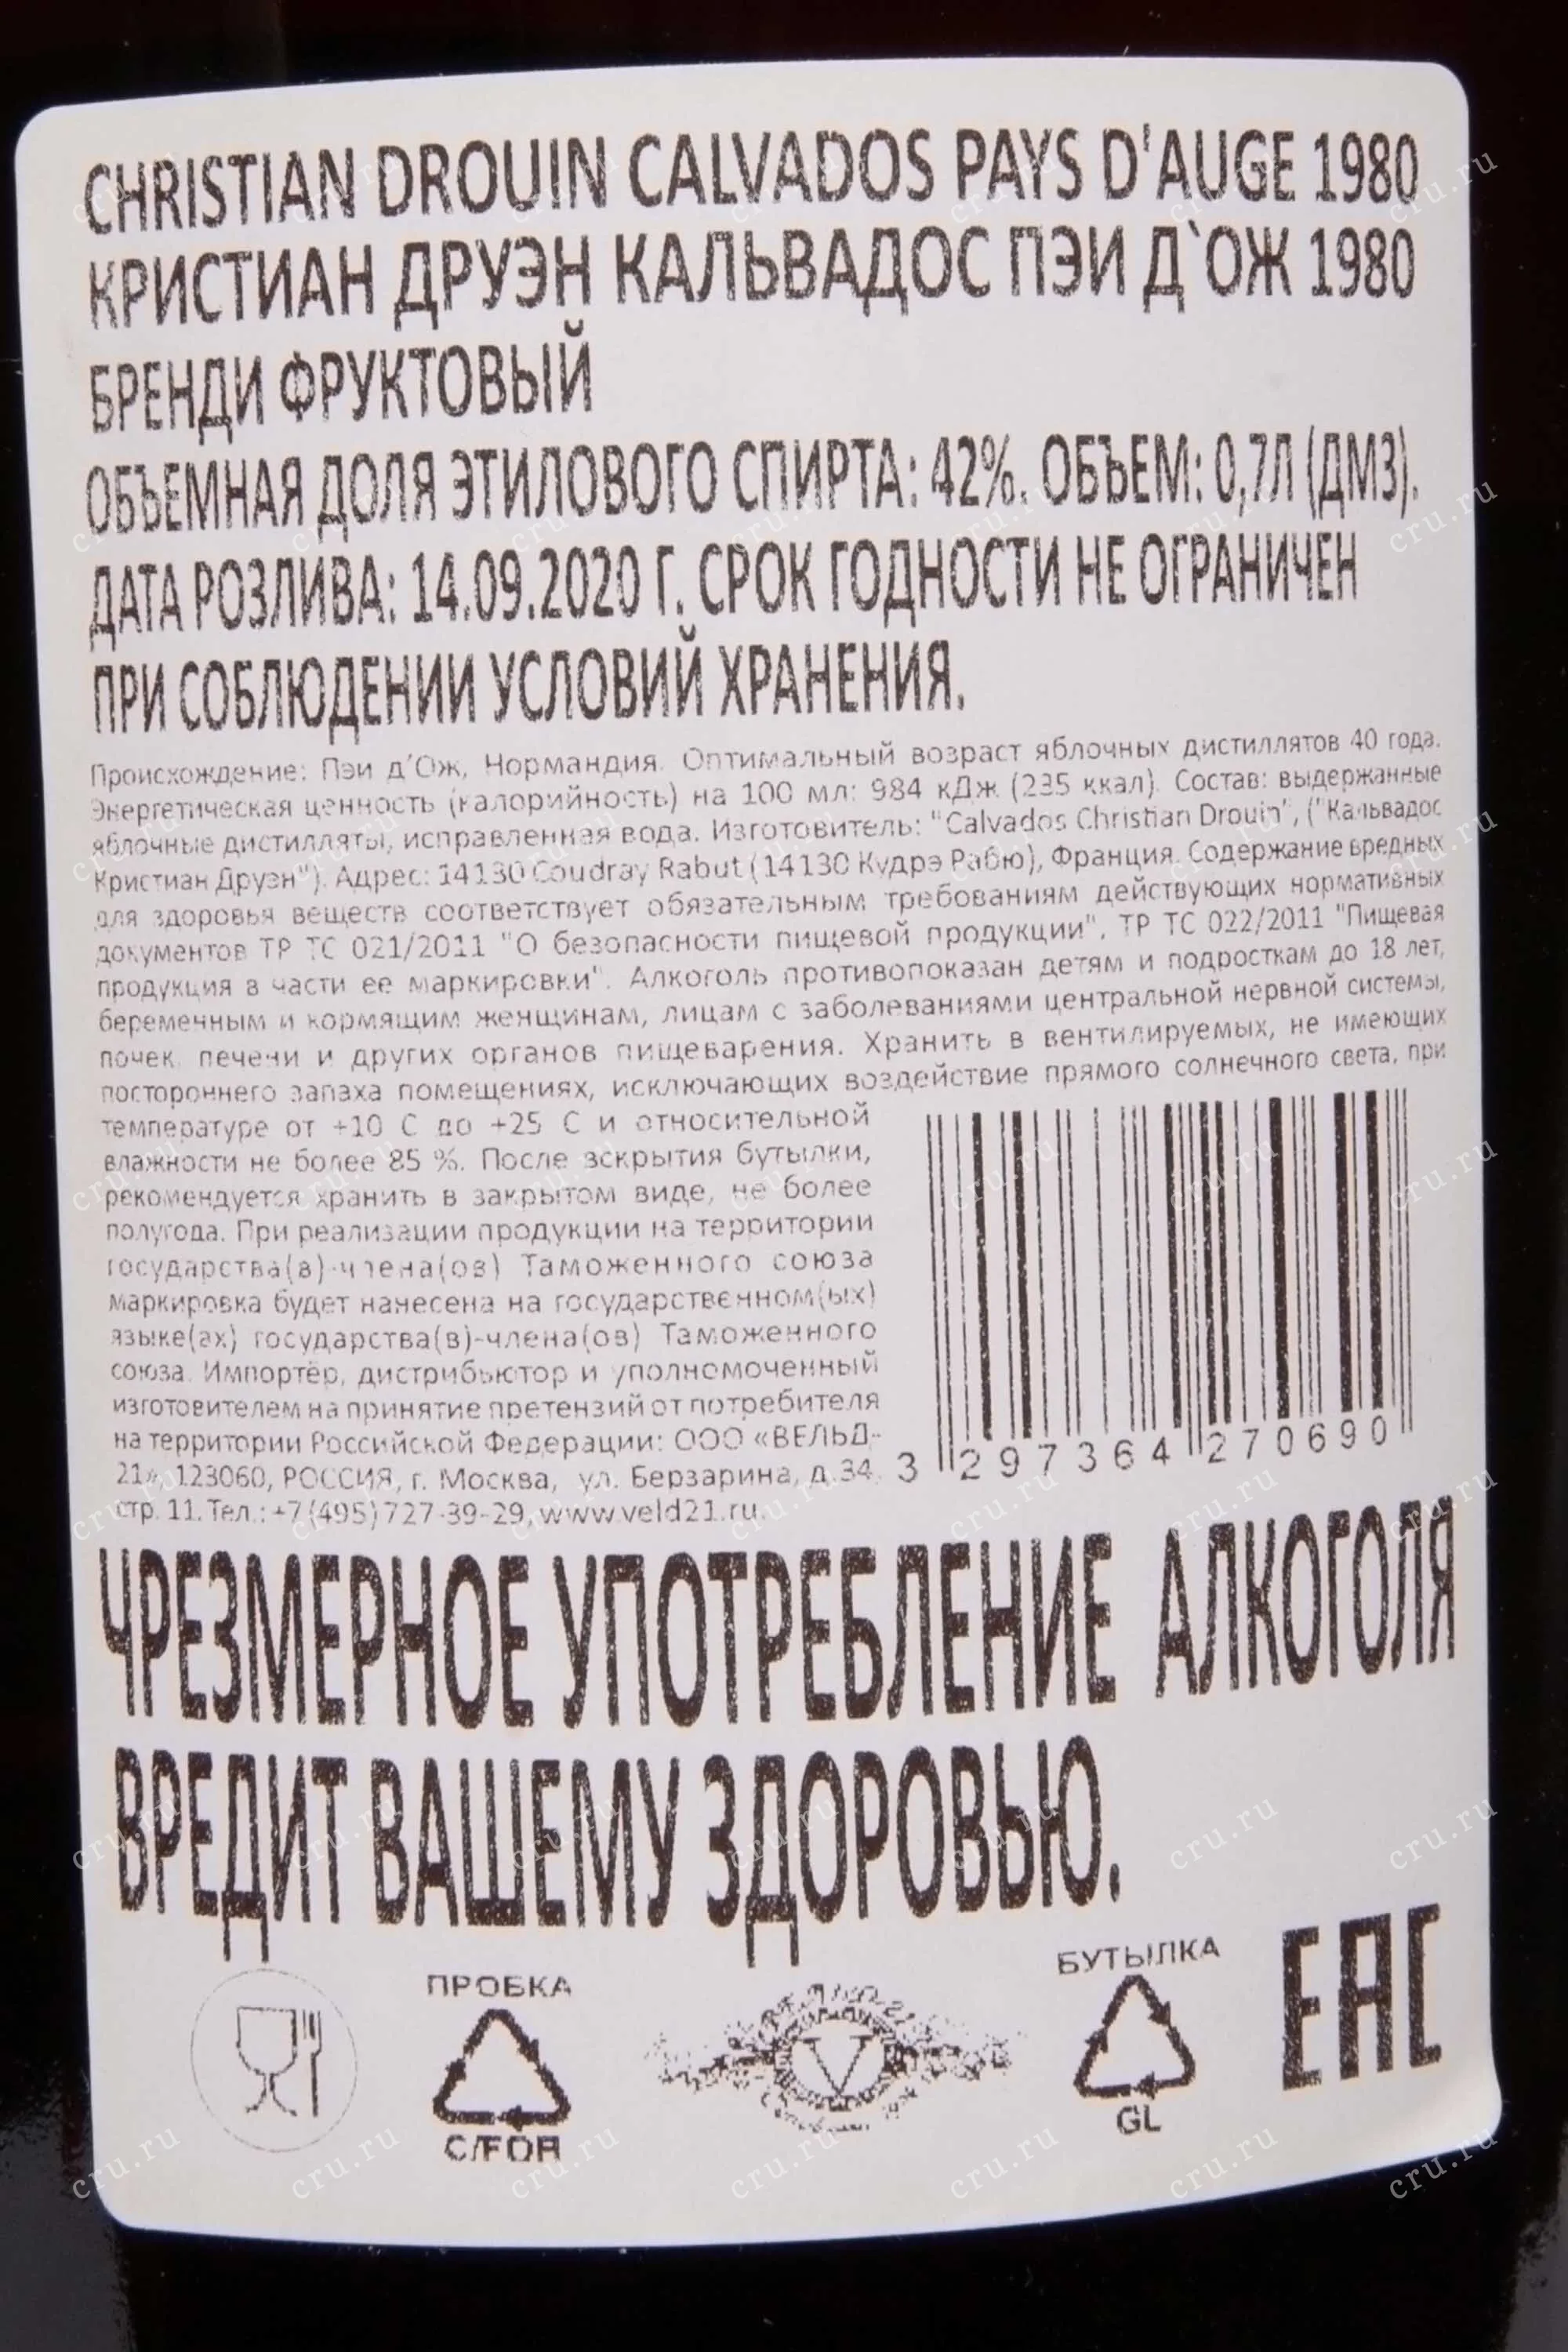 CHRISTIAN DROUIN CALVADOS PAYS D'AUGE 1980
КРИСТИАН ДРУЭН КАЛЬВАДОС ПЭИ Д`ОЖ 1980
БРЕНДИ ФРУКТОВЫЙ
ОБЪЕМНАЯ ДОЛЯ ЭТИЛОВОГО СПИРТА: 42%. ОБЪЕМ: 0,7Л (ДМ3).
ДАТА РОЗЛИВА: 14.09.2020 Г. СРОК ГОДНОСТИ НЕ ОГРАНИЧЕН
ПРИ СОБЛЮДЕНИИ УСЛОВИЙ ХРАНЕНИЯ.
Происхождение: Пэи д'Ож, Нормандия. Оптимальный возраст яблочных дистиллятов 40 года.
Энергетическая ценность (калорийность) на 100 мл: 984 кДж (235 ккал). Состав: выдержанные
яблочные дистилляты, исправленная вода. Изготовитель: "Calvados Christian Drouin", ("Кальвадос
Кристиан Друэн"). Адрес: 14130 Coudray Rabut (14130 Кудрэ Рабю), Франция. Содержание вредных
для здоровья веществ соответствует обязательным требованиям действующих нормативных
документов ТР ТС 021/2011 "О безопасности пищевой продукции", ТР ТС 022/2011 "Пищевая
продукция в части ее маркировки". Алкоголь противопоказан детям и подросткам до 18 лет,
беременным и кормящим женщинам, лицам с заболеваниями центральной нервной системы,
почек, печени и других органов пищеварения. Хранить в вентилируемых, не имеющих
постороннего запаха помещениях, исключающих воздействие прямого солнечного света, при
температуре от +10 С до +25 С и относительной
влажности не более 85 %. После вскрытия бутылки,
рекомендуется хранить в закрытом виде, не более
полугода. При реализации продукции на территории
государства(в)-члена(ов) Таможенного союза
маркировка будет нанесена на государственном(ых)
языке(ах) государства(в)-члена(ов) Таможенного
союза. Импортёр, дистрибьютор и уполномоченный
изготовителем на принятие претензий от потребителя
на территории Российской Федерации: ООО «ВЕЛЬД-
21», 123060, РОССИЯ, г. Москва, ул. Берзарина, д.34,
стр. 11. Тел.: +7(495)727-39-29, www.veld21.ru.
3 297364 270690
ЧРЕЗМЕРНОЕ УПОТРЕБЛЕНИЕ АЛКОГОЛЯ
ВРЕДИТ ВАШЕМУ ЗДОРОВЬЮ.
ПРОБКА
C/FOR
V
БУТЫЛКА
GL
EAC
cru.ru